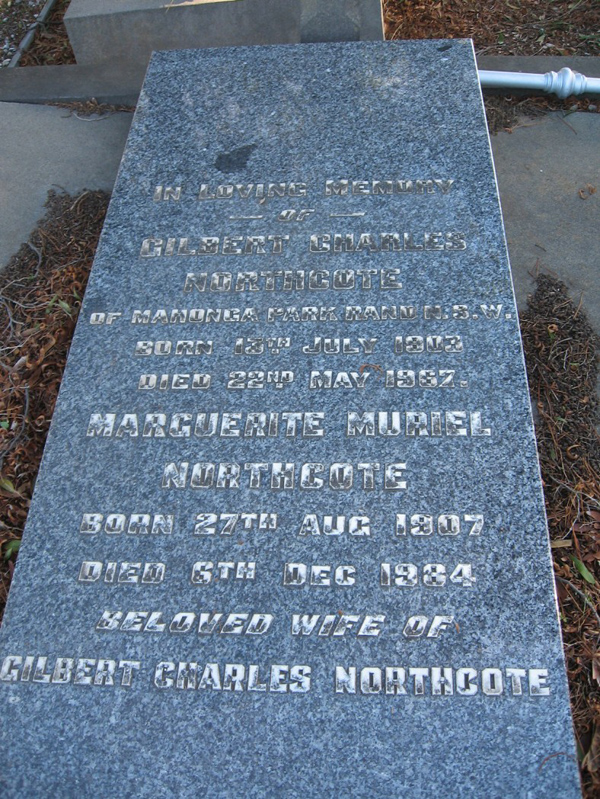 IN LOVING MEMORY
— OF —
GILBERT CHARLES
NORTHCOTE
OF MAHONGA PARK RAND N.S.W.
BORN 13TH JULY 1903
DIED 22ND MAY 1967.
MARGUERITE MURIEL
NORTHCOTE
BORN 27TH AUG 1907
DIED 6TH DEC 1984
BELOVED WIFE OF
GILBERT CHARLES NORTHCOTE